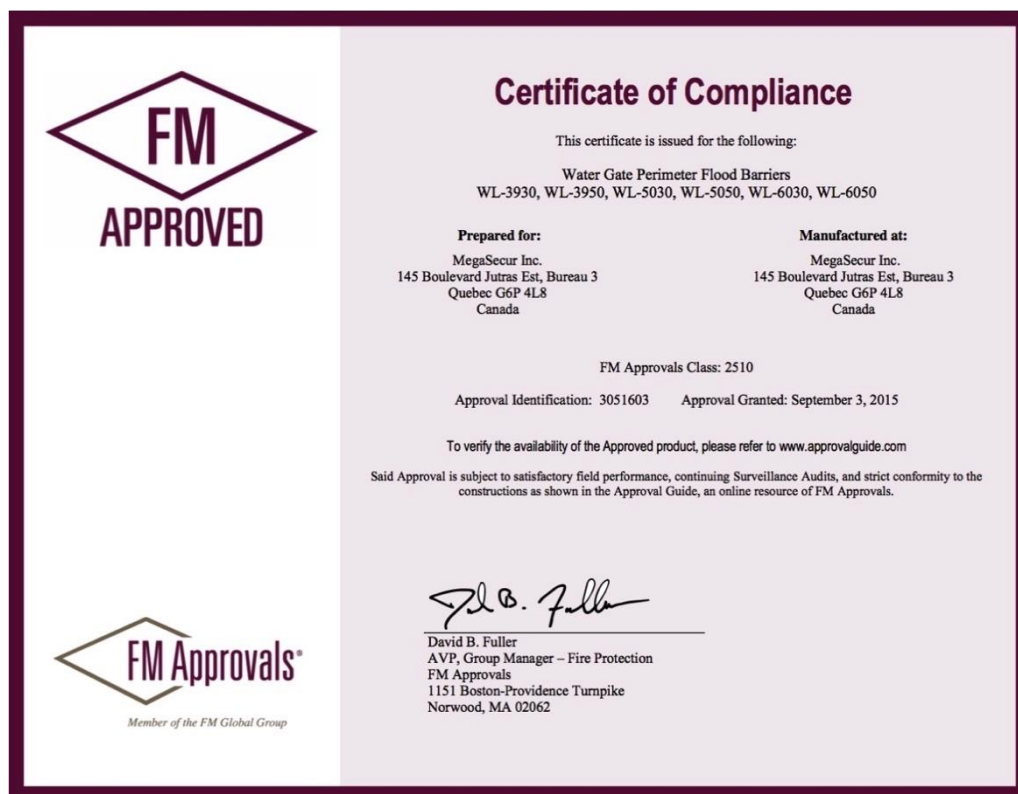 FM
APPROVED
Certificate of Compliance
This certificate is issued for the following:
Water Gate Perimeter Flood Barriers
WL-3930, WL-3950, WL-5030, WL-5050, WL-6030, WL-6050
Prepared for:
MegaSecur Inc.
145 Boulevard Jutras Est, Bureau 3
Quebec G6P 4L8
Canada
Manufactured at:
MegaSecur Inc.
145 Boulevard Jutras Est, Bureau 3
Quebec G6P 4L8
Canada
FM Approvals Class: 2510
Approval Identification: 3051603 Approval Granted: September 3, 2015
To verify the availability of the Approved product, please refer to www.approvalguide.com
Said Approval is subject to satisfactory field performance, continuing Surveillance Audits, and strict conformity to the
constructions as shown in the Approval Guide, an online resource of FM Approvals.
David B. Fuller
AVP, Group Manager – Fire Protection
FM Approvals
1151 Boston-Providence Turnpike
Norwood, MA 02062
FM Approvals®
Member of the FM Global Group